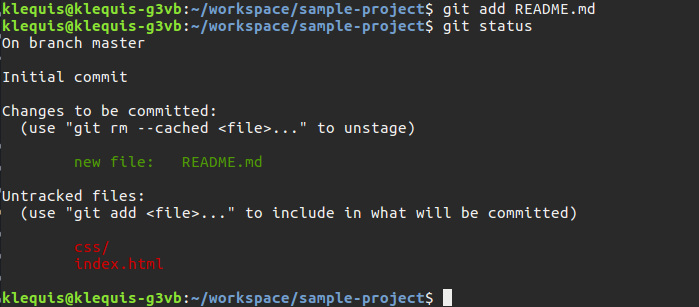 klequis@klequis-g3vb:~/workspace/sample-project$ git add README.md
klequis@klequis-g3vb:~/workspace/sample-project$ git status
On branch master
Initial commit
Changes to be committed:
(use "git rm --cached <file>..." to unstage)
new file:   README.md
Untracked files:
(use "git add <file>..." to include in what will be committed)
css/
index.html
klequis@klequis-g3vb:~/workspace/sample-project$